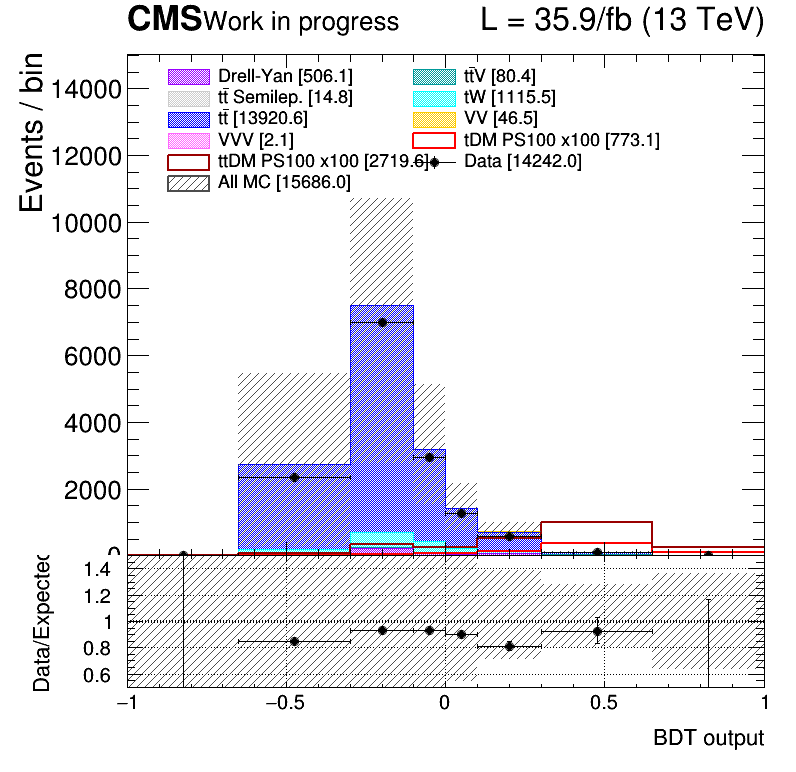 CMS Work in progress L = 35.9/fb (13 TeV)
Events / bin
14000
12000
10000
8000
6000
4000
2000
0
Drell-Yan [506.1] tt̄V [80.4]
tt̄ Semilep. [14.8] tW [1115.5]
tt̄ [13920.6] VV [46.5]
VVV [2.1] tDM PS100 x100 [773.1]
ttDM PS100 x100 [2719.6] Data [14242.0]
All MC [15686.0]
Data/Expected
1.4
1.2
1
0.8
0.6
−1 −0.5 0 0.5 1
BDT output